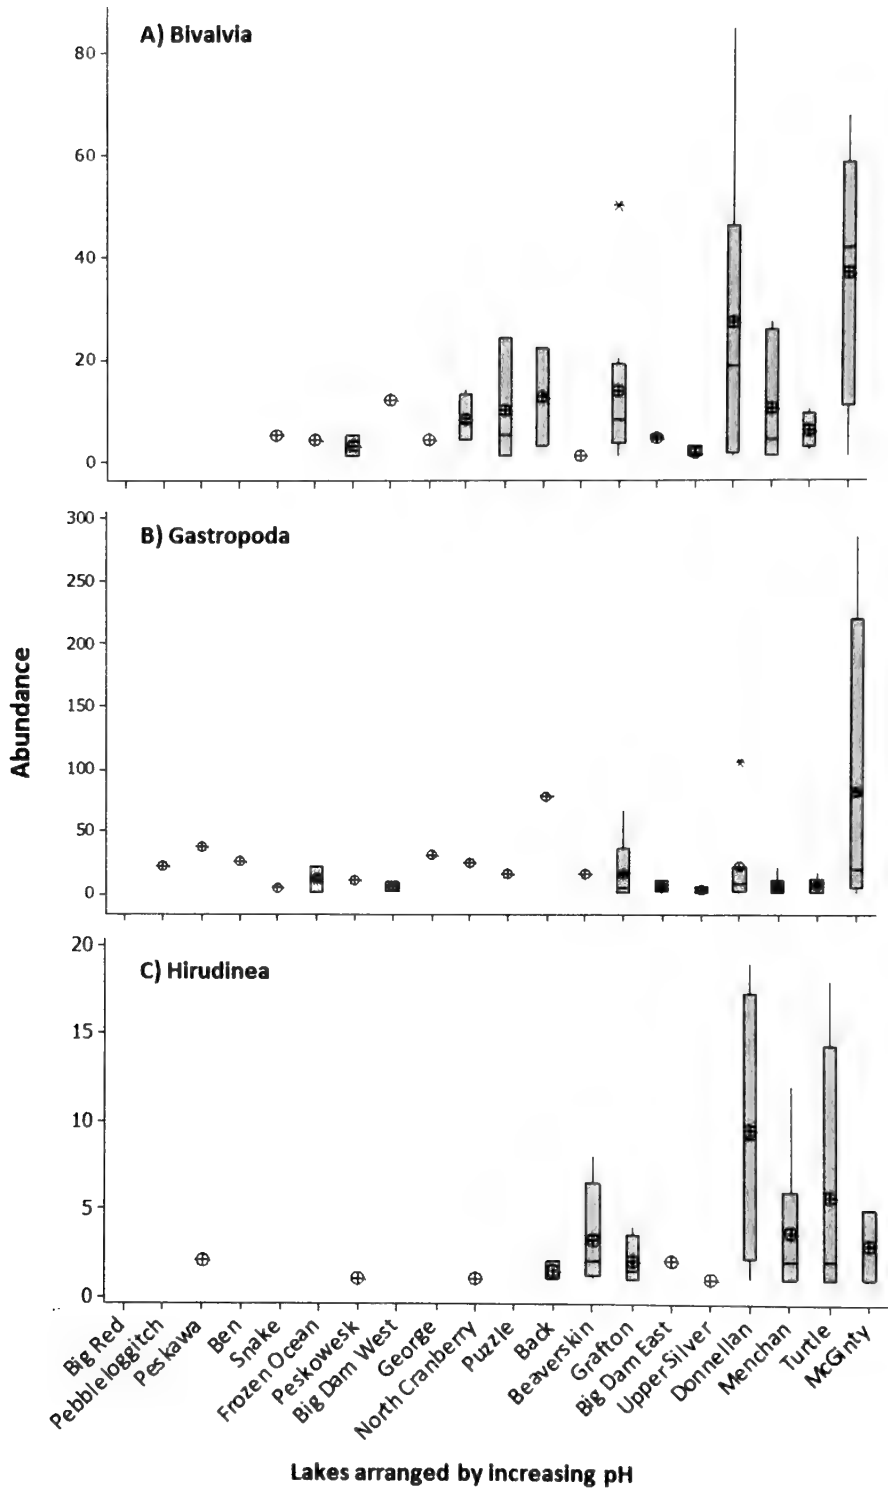 A) Bivalvia
80
60
40
20
0
B) Gastropoda
300
250
200
150
100
50
0
Abundance
C) Hirudinea
20
15
10
5
0
Big Red
Pebbleloggitch
Peskawa
Ben
Snake
Frozen Ocean
Peskowesk
Big Dam West
George
North Cranberry
Puzzle
Back
Beaverskin
Grafton
Big Dam East
Upper Silver
Donnellan
Menchan
Turtle
McGinty
Lakes arranged by increasing pH